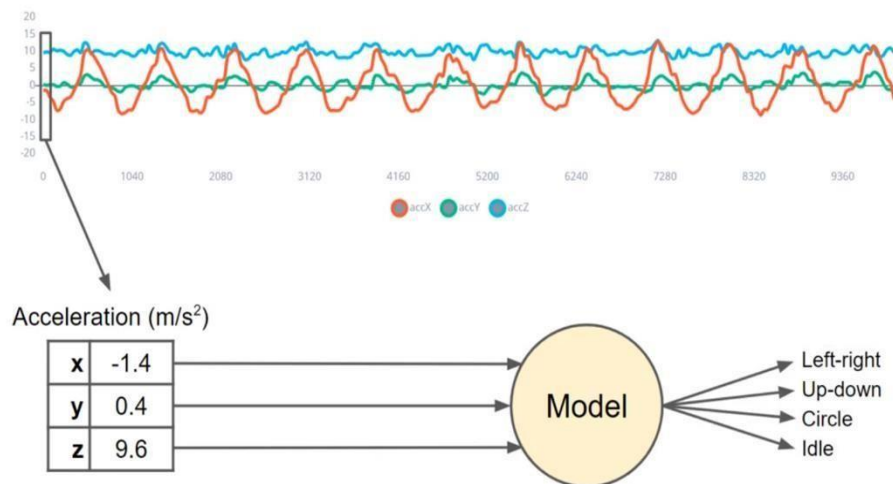 20
15
10
5
0
-5
-10
-15
-20
0 1040 2080 3120 4160 5200 6240 7280 8320 9360
accX accY accZ
Acceleration (m/s²)
x -1.4
y 0.4
z 9.6
Model
Left-right
Up-down
Circle
Idle